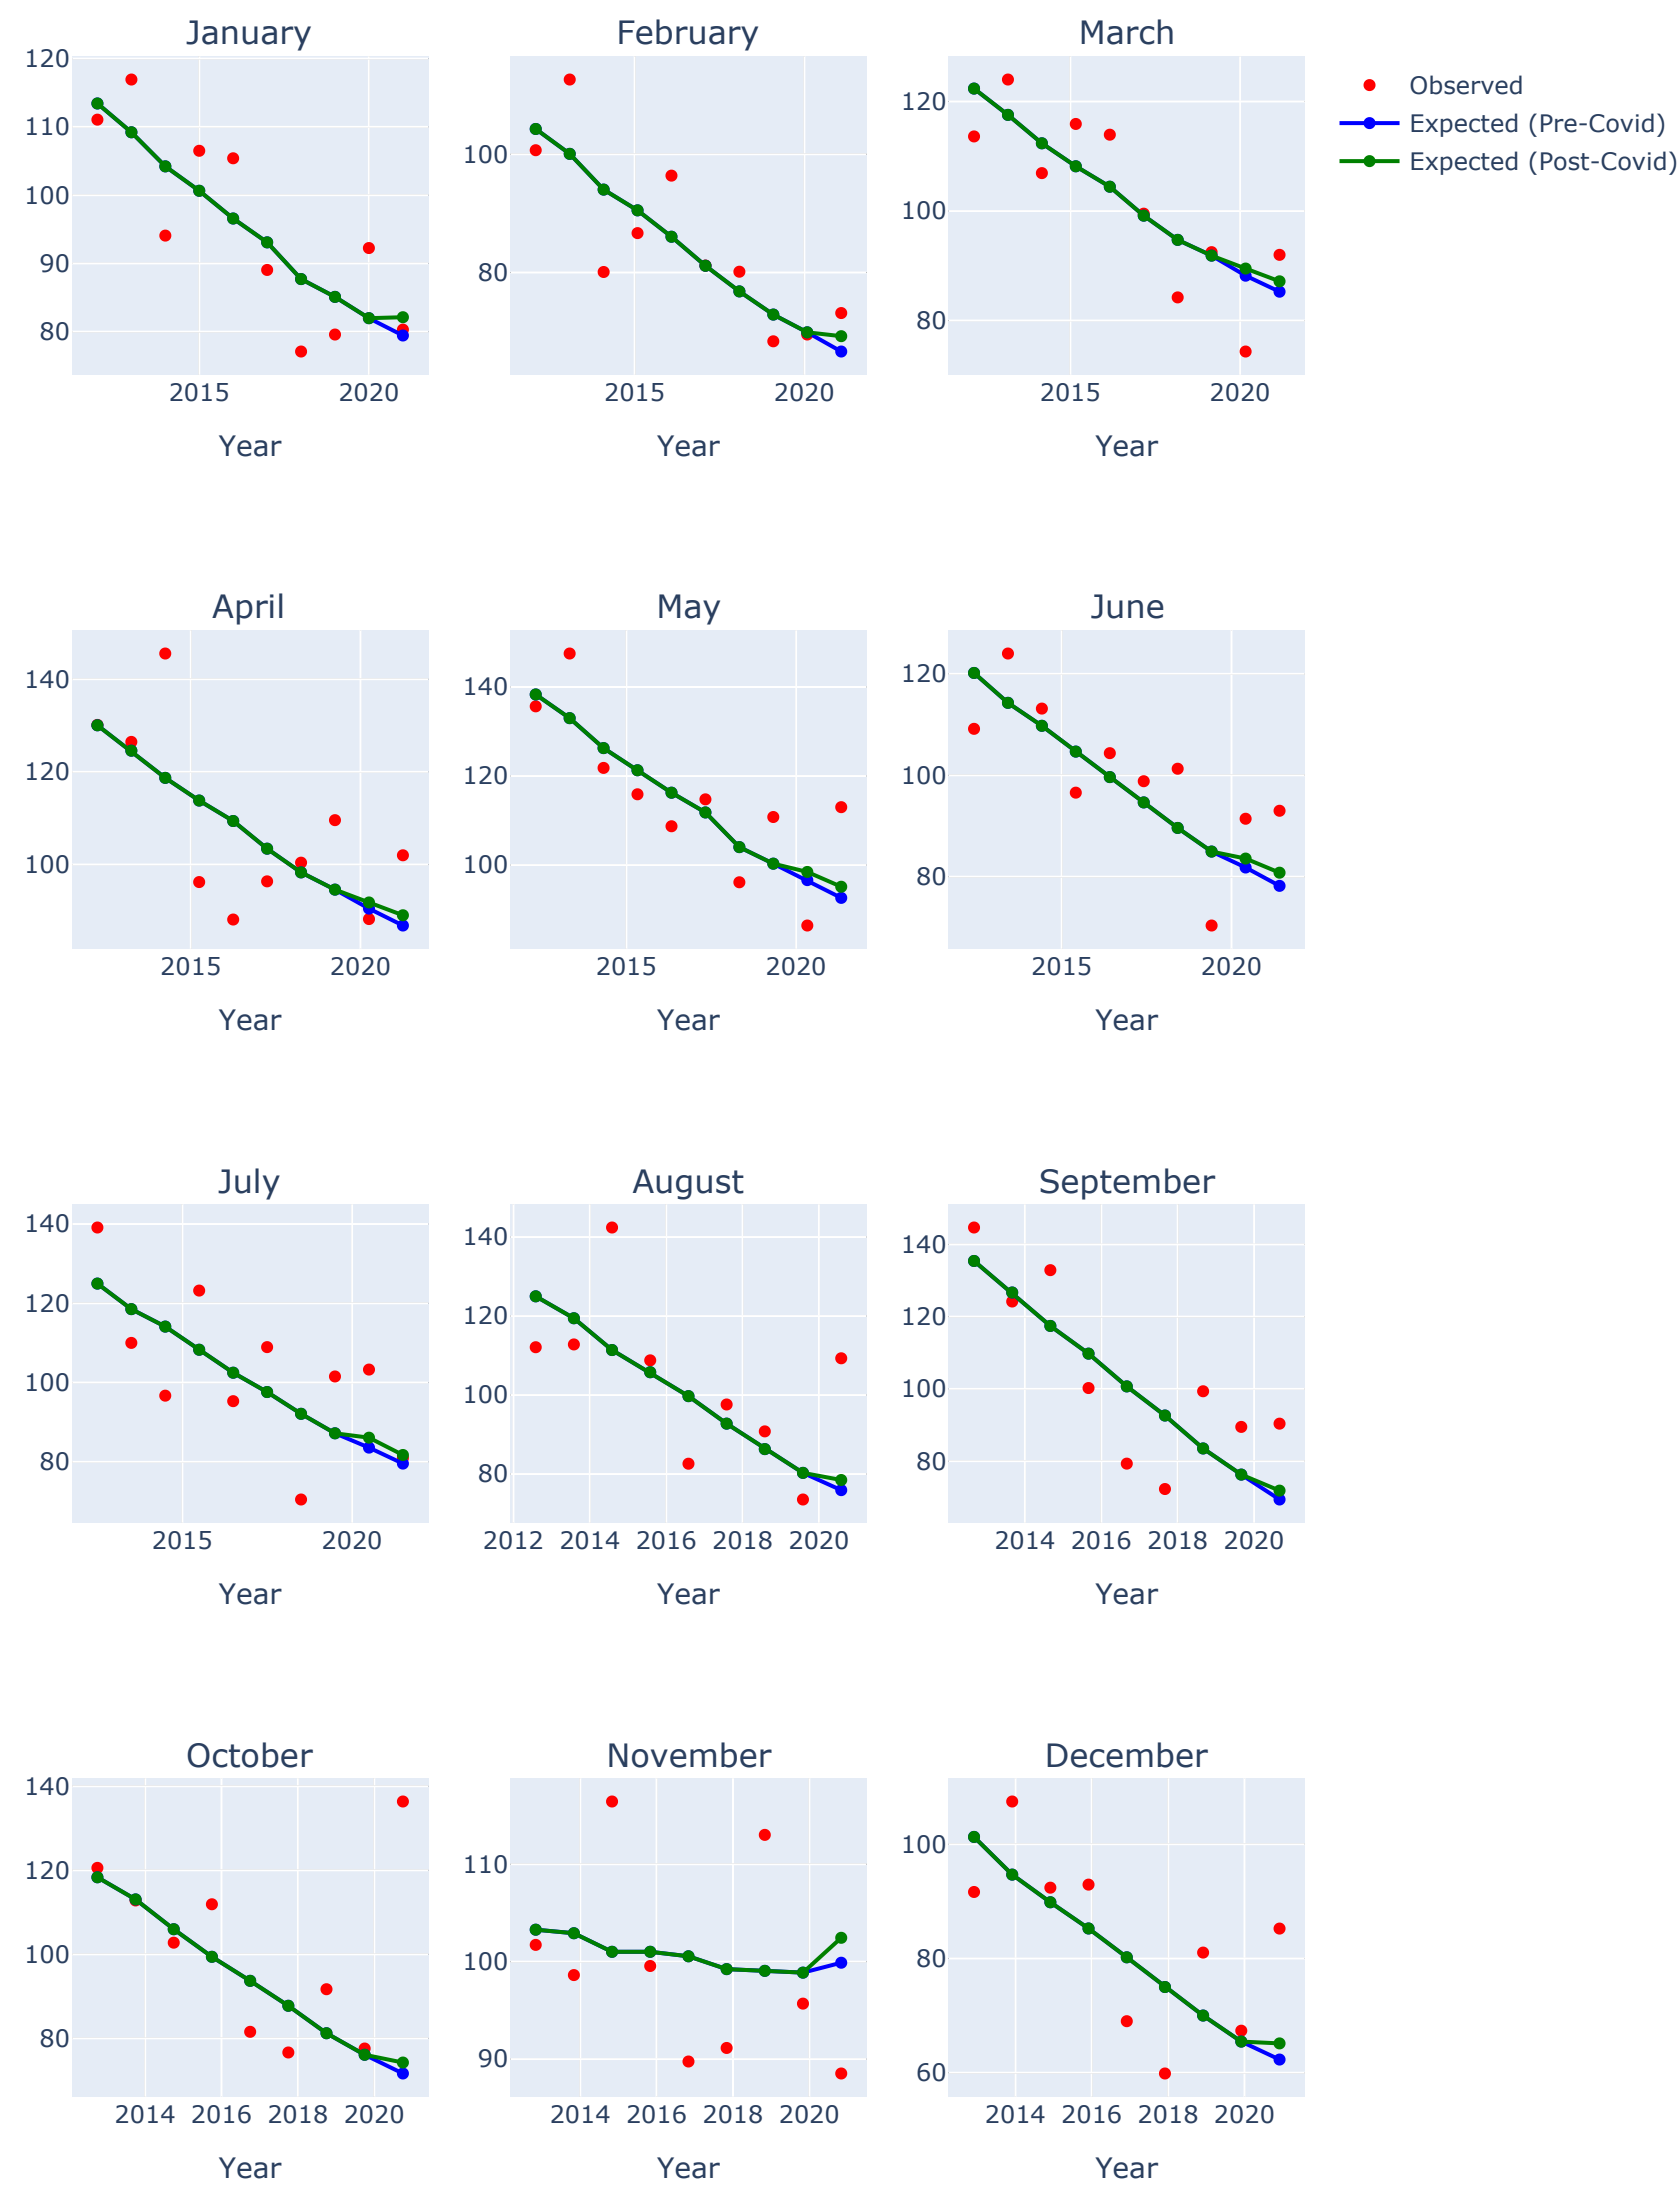 January February March
Observed
Expected (Pre-Covid)
Expected (Post-Covid)
120
110
100
90
80
2015 2020
Year
100
80
2015 2020
Year
120
100
80
2015 2020
Year
April May June
140
120
100
2015 2020
Year
140
120
100
2015 2020
Year
120
100
80
2015 2020
Year
July August September
140
120
100
80
2015 2020
Year
140
120
100
80
2012 2014 2016 2018 2020
Year
140
120
100
80
2014 2016 2018 2020
Year
October November December
140
120
100
80
2014 2016 2018 2020
Year
110
100
90
2014 2016 2018 2020
Year
100
80
60
2014 2016 2018 2020
Year